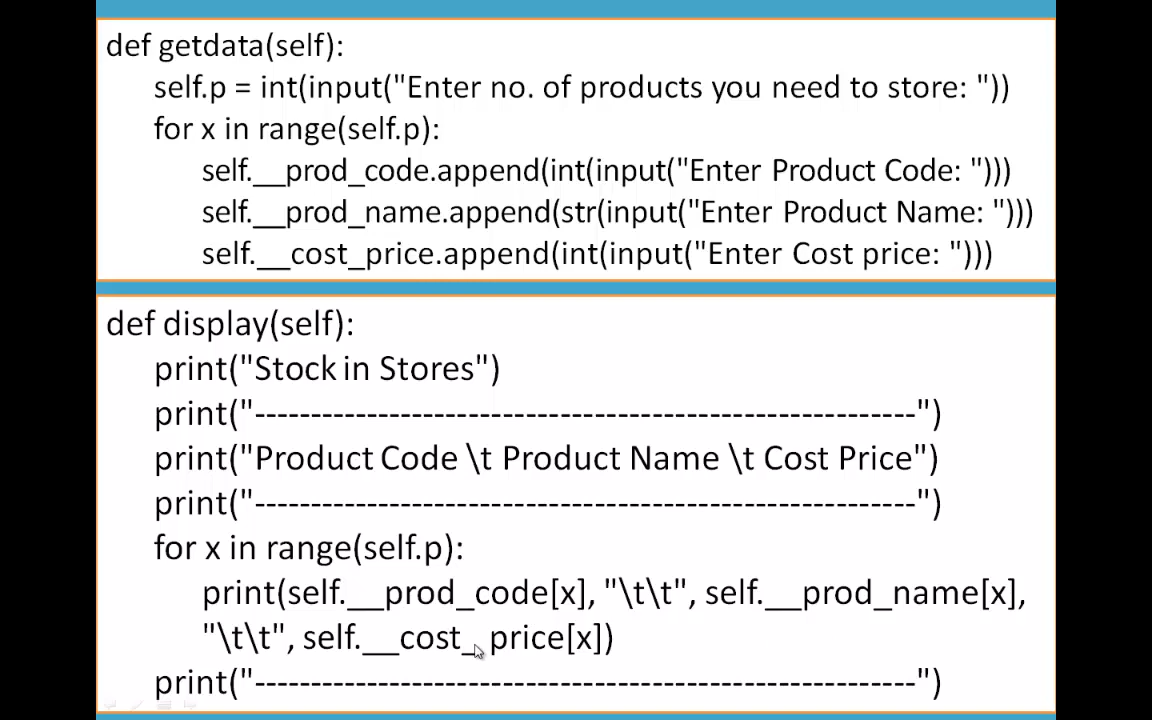 def getdata(self):
self.p = int(input("Enter no. of products you need to store: "))
for x in range(self.p):
self.__prod_code.append(int(input("Enter Product Code: ")))
self.__prod_name.append(str(input("Enter Product Name: ")))
self.__cost_price.append(int(input("Enter Cost price: ")))
def display(self):
print("Stock in Stores")
print("-----------------------------------------------------------")
print("Product Code \t Product Name \t Cost Price")
print("-----------------------------------------------------------")
for x in range(self.p):
print(self.__prod_code[x], "\t\t", self.__prod_name[x],
"\t\t", self.__cost_price[x])
print("-----------------------------------------------------------")